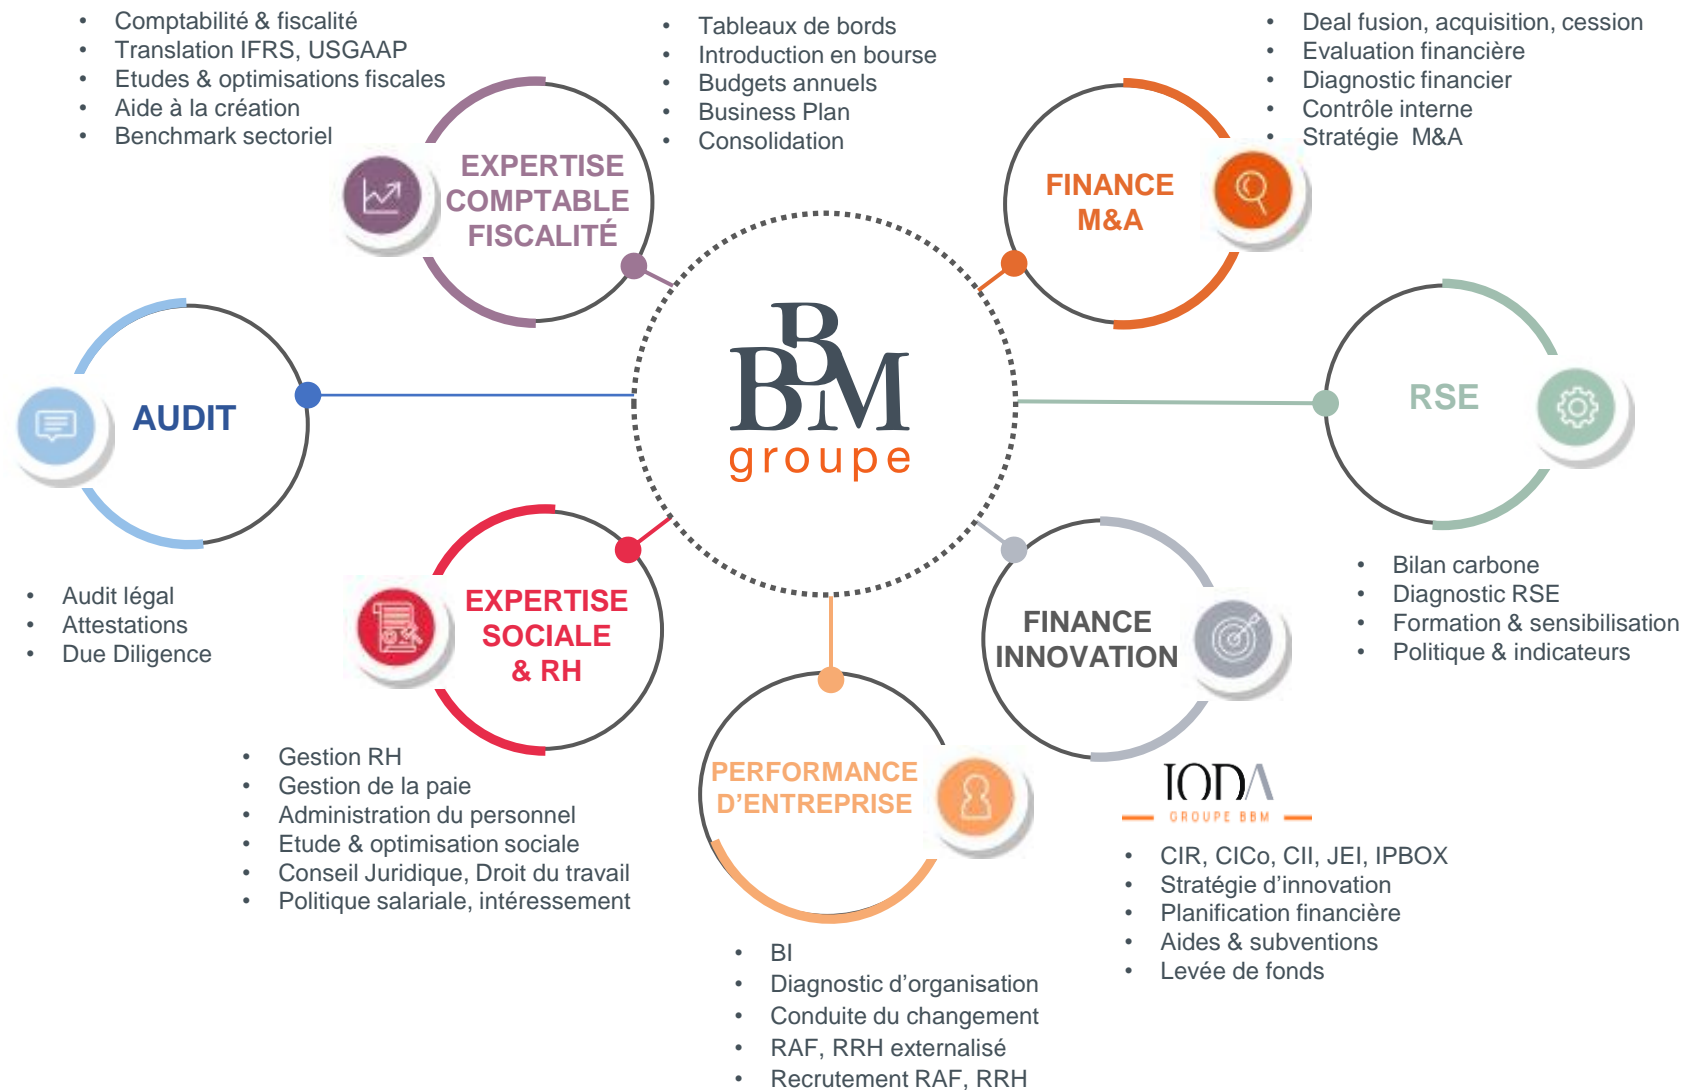 • Comptabilité & fiscalité
• Translation IFRS, USGAAP
• Etudes & optimisations fiscales
• Aide à la création
• Benchmark sectoriel
• Tableaux de bords
• Introduction en bourse
• Budgets annuels
• Business Plan
• Consolidation
• Deal fusion, acquisition, cession
• Evaluation financière
• Diagnostic financier
• Contrôle interne
• Stratégie M&A
EXPERTISE
COMPTABLE
FISCALITÉ
FINANCE
M&A
BBM
groupe
AUDIT
RSE
• Audit légal
• Attestations
• Due Diligence
EXPERTISE
SOCIALE
& RH
FINANCE
INNOVATION
• Bilan carbone
• Diagnostic RSE
• Formation & sensibilisation
• Politique & indicateurs
• Gestion RH
• Gestion de la paie
• Administration du personnel
• Etude & optimisation sociale
• Conseil Juridique, Droit du travail
• Politique salariale, intéressement
PERFORMANCE
D’ENTREPRISE
IODA
GROUPE BBM
• CIR, CICo, CII, JEI, IPBOX
• Stratégie d’innovation
• Planification financière
• Aides & subventions
• Levée de fonds
• BI
• Diagnostic d’organisation
• Conduite du changement
• RAF, RRH externalisé
• Recrutement RAF, RRH